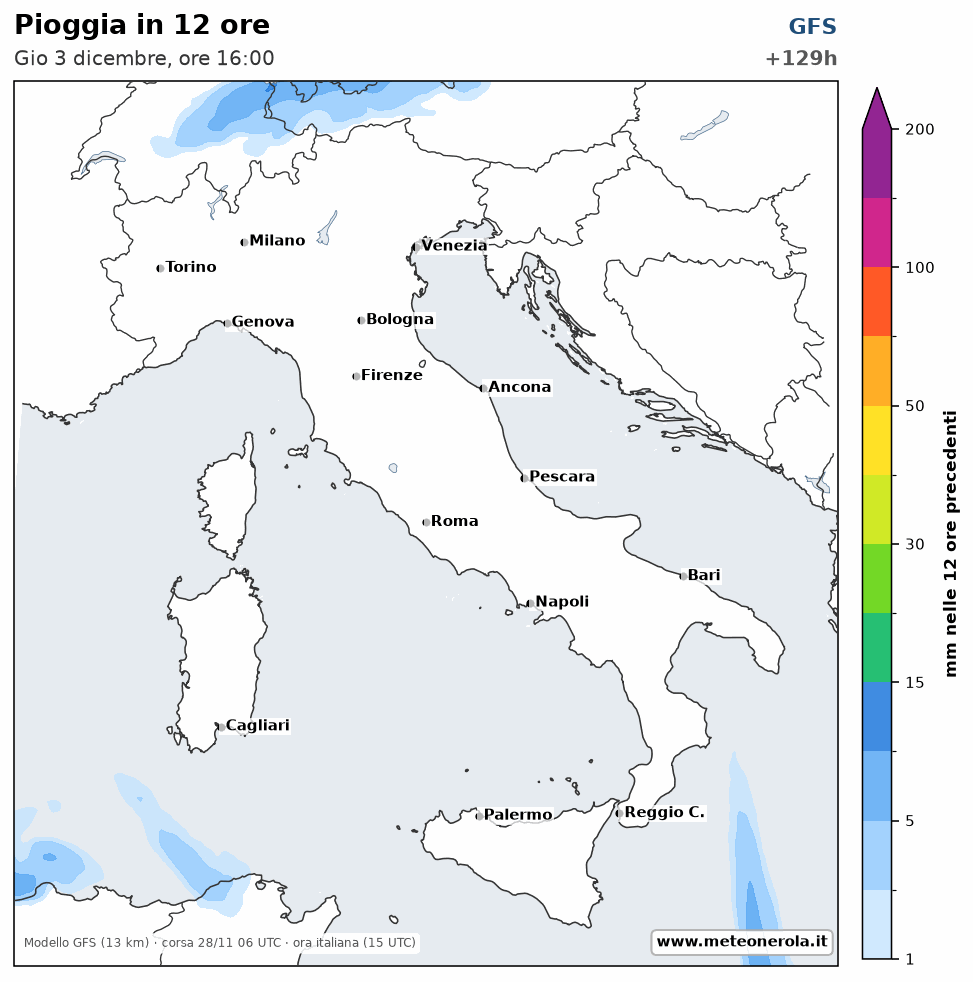 Pioggia in 12 ore
GFS
Gio 3 dicembre, ore 16:00
+129h
200
100
50
30
15
5
1
mm nelle 12 ore precedenti
Milano
Venezia
Torino
Genova
Bologna
Firenze
Ancona
Pescara
Roma
Bari
Napoli
Cagliari
Palermo
Reggio C.
Modello GFS (13 km) · corsa 28/11 06 UTC · ora italiana (15 UTC)
www.meteonerola.it